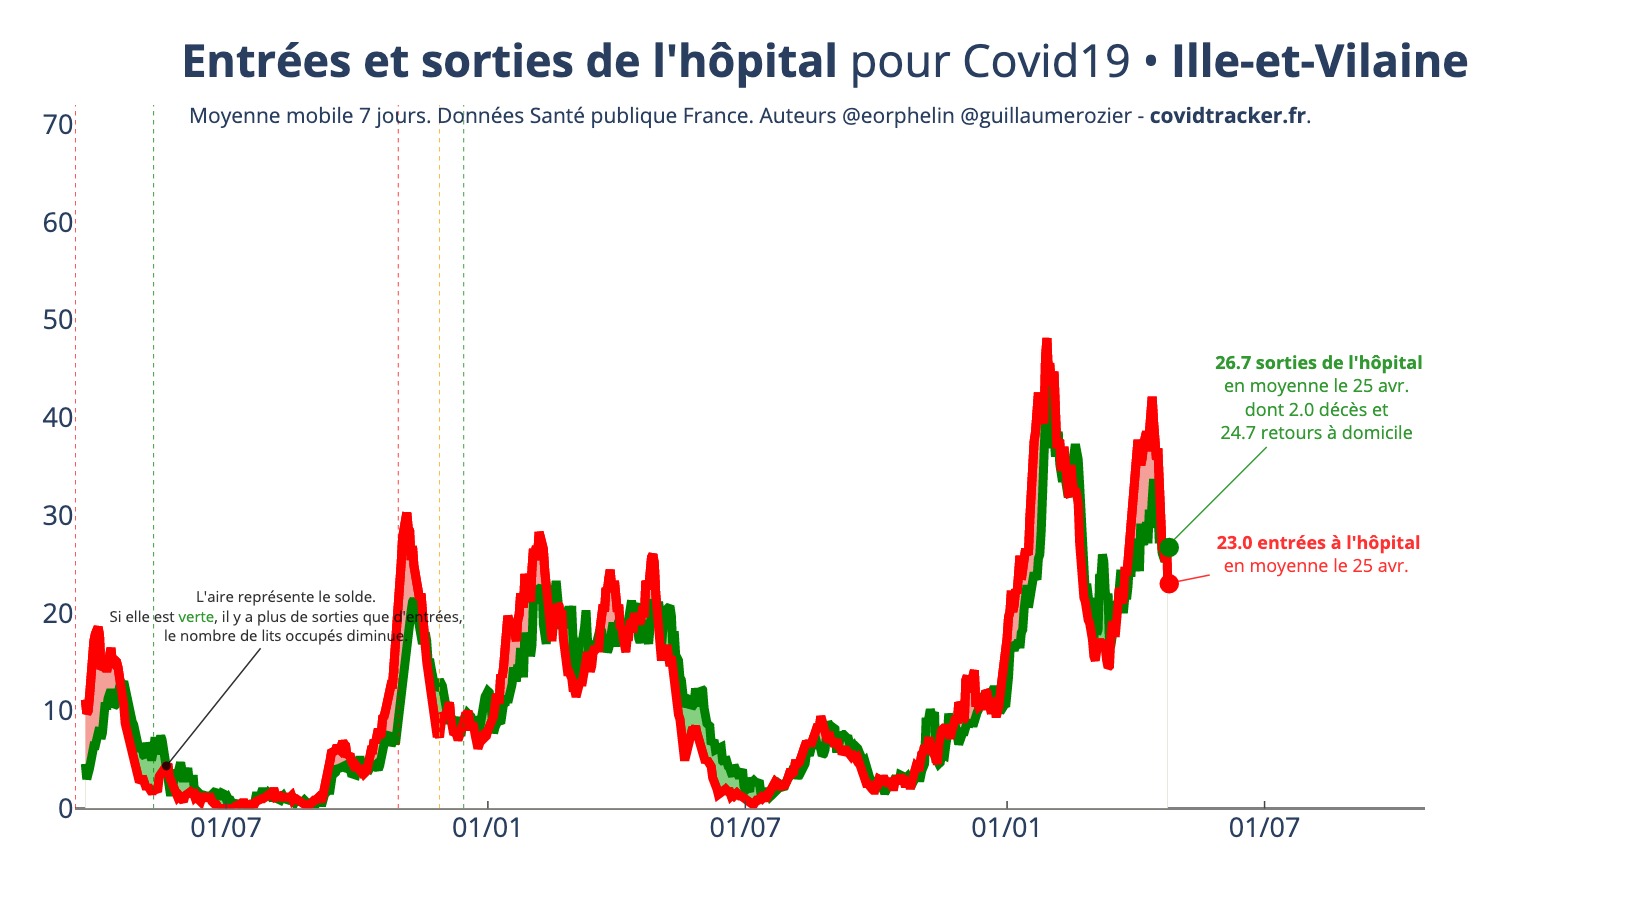 Entrées et sorties de l'hôpital pour Covid19 • Ille-et-Vilaine
Moyenne mobile 7 jours. Données Santé publique France. Auteurs @eorphelin @guillaumerozier - covidtracker.fr.
70
60
50
40
30
20
10
0
26.7 sorties de l'hôpital
en moyenne le 25 avr.
dont 2.0 décès et
24.7 retours à domicile
23.0 entrées à l'hôpital
en moyenne le 25 avr.
L'aire représente le solde.
Si elle est verte, il y a plus de sorties que d'entrées,
le nombre de lits occupés diminue.
01/07
01/01
01/07
01/01
01/07